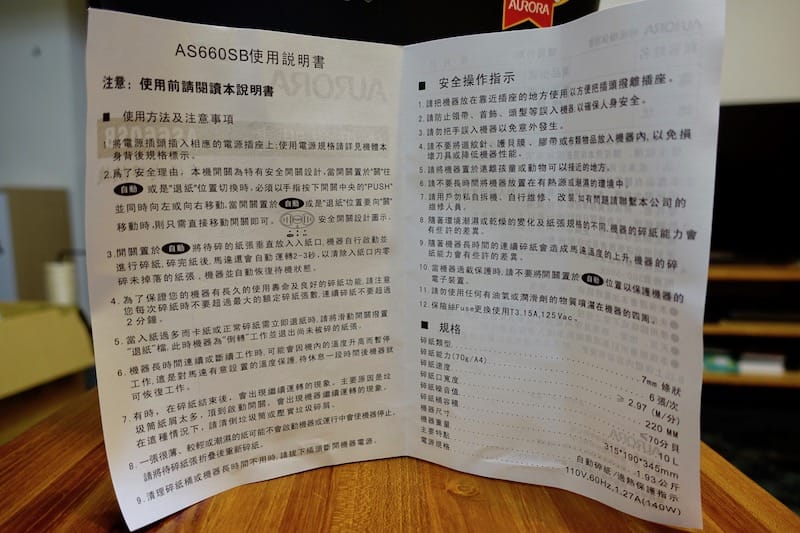 AURORA
AS660SB使用説明書
注意：使用前請閱讀本說明書
■ 使用方法及注意事項
1.將電源插頭插入相應的電源插座上;使用電源規格請詳見機體本
身背後規格標示。
2.為了安全理由，本機開關為特有安全開關設計,當開關置於"關"往
自動 或是"退紙"位置切換時，必須以手指按下開關中央的"PUSH"
並同時向左或向右移動,當開關置於 自動 或是"退紙"位置要向"關"
移動時,則只需直接移動開關即可。 安全開關設計圖示.
3.開關置於 自動 將待碎的紙張垂直放入入紙口,機器自行啟動並
進行碎紙,碎完紙後,馬達還會自動運轉2-3秒,以清除入紙口内零
碎未掉落的紙張，機器並自動恢復待機狀態.
4.為了保證您的機器有長久的使用壽命及良好的碎紙功能,請注意
您每次碎紙時不要超過最大的額定碎紙張數,連續碎紙不要超過
2分鐘。
5.當入紙過多而卡紙或正常碎紙需立即退紙時,請將滑動開關撥置
"退紙"檔,此時機器為"倒轉"工作並退出尚未被碎的紙張。
6.機器長時間連續或斷續工作時,可能會因機內的溫度升高而暫停
工作,這是對馬達有意設置的溫度保護,待休息一段時間後機器就
可恢復工作。
7.有時，在碎紙結束後，會出現繼續運轉的現象。主要原因是垃
圾筒紙屑太多，頂到啟動開關，會出現機器繼續運轉的現象。
在這種情況下，請清倒垃圾筒或壓實垃圾碎屑。
8.一張很薄、較輕或潮濕的紙可能不會啟動機器或運行中會使機器停止,
請將待碎紙張折叠後重新碎紙。
9.清理碎紙桶或機器長時間不用時,請拔下插頭斷開機器電源。
■ 安全操作指示
1.請把機器放在靠近插座的地方使用以方便把插頭撥離插座。
2.請防止領帶、首飾、頭髮等誤入機器,以確保人身安全。
3.請勿把手誤入機器以免意外發生。
4.請不要將溫紋針、護貝膜、膠帶或布類物品放入機器內,以免損
壞刀具或降低機器性能。
5.請將機器置於遠離孩童或動物可以接近的地方。
6.請不要長時間將機器放置在有熱源或潮濕的環境中。
7.請用戶勿私自拆機、自行維修、改裝,如有問題請聯繫本公司的
維修人員.
8.隨著環境潮濕或乾燥的變化及紙張規格的不同,機器的碎紙能力會
有些許的差異.
9.隨著機器長時間的連續碎紙會造成馬達溫度的上升,機器的碎
紙能力會有些許的差異。
10.當機器過載保護時,請不要將開關置於 自動 位置以保護機器的
電子裝置。
11.請勿使用任何有油氣或潤滑劑的物質噴灑在機器的四周。
12.保險絲Fuse更換使用T3.15A,125Vac。
■ 規格
碎紙類型 7mm 條狀
碎紙能力(70g/A4) 6 張/次
碎紙速度 ≥ 2.97 (M/分)
碎紙口寬度 220 MM
碎紙噪音值 ≤70分貝
碎紙桶容積 10 L
機器尺寸 315*190*345mm
機器重量 1.93 公斤
主要特點 自動碎紙/過熱保護指示
電源規格 110V,60Hz,1.27A(140W)